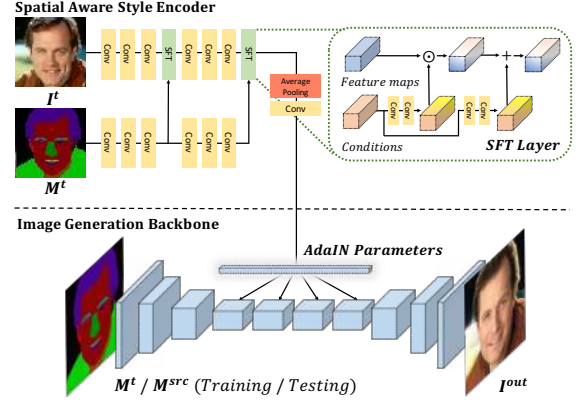 Spatial Aware Style Encoder
Conv Conv Conv SFT Conv Conv Conv SFT
I^t
Average
Pooling
Conv
Conv Conv Conv Conv Conv Conv
M^t
Feature maps
Conv Conv Conv Conv
Conditions
SFT Layer
Image Generation Backbone
AdaIN Parameters
M^t / M^src (Training / Testing)
I^out